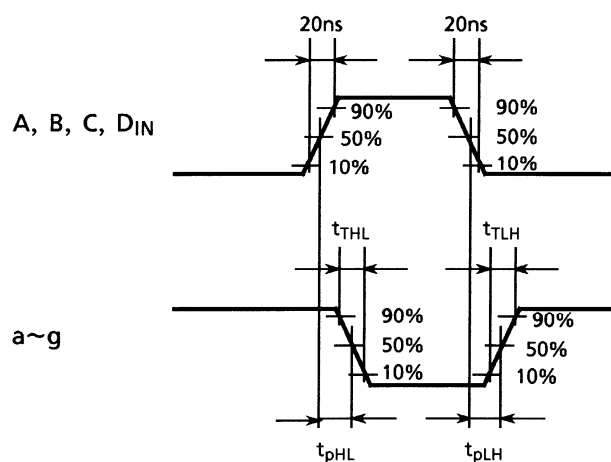 20ns 20ns
A, B, C, DIN
90% 90%
50% 50%
10% 10%
tTHL tTLH
a~g
90% 90%
50% 50%
10% 10%
tpHL tpLH